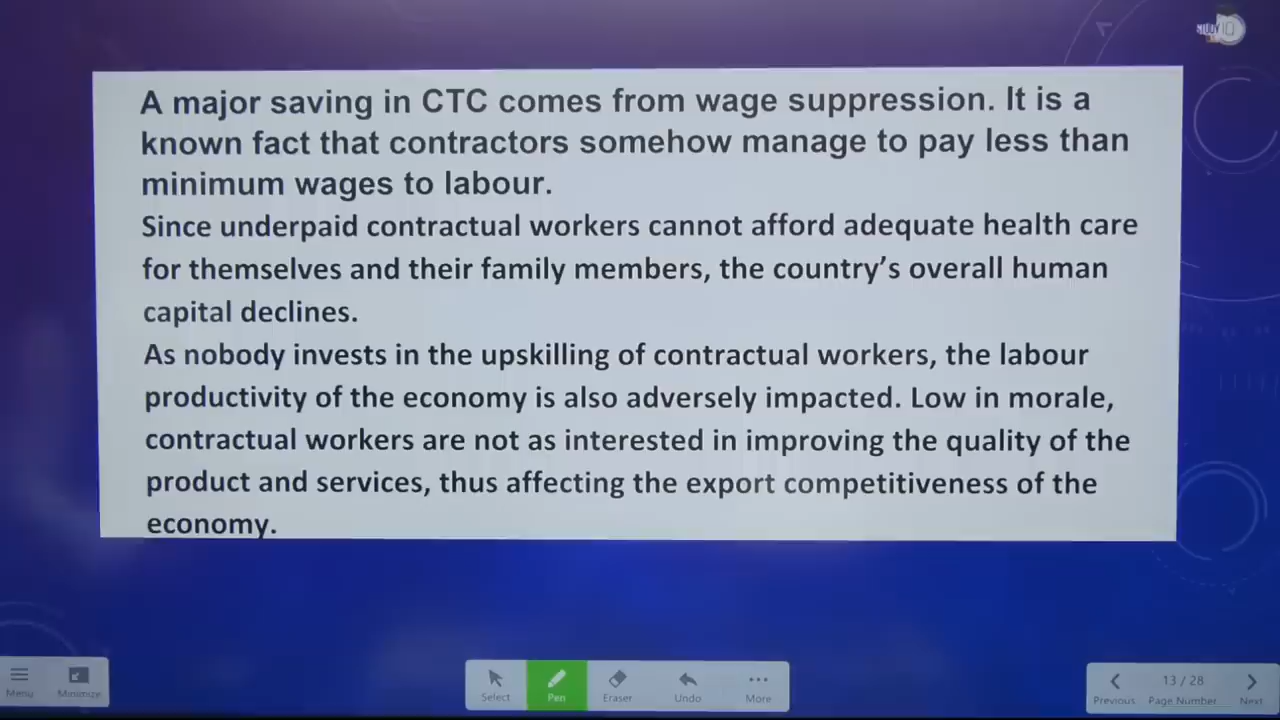 A major saving in CTC comes from wage suppression. It is a
known fact that contractors somehow manage to pay less than
minimum wages to labour.
Since underpaid contractual workers cannot afford adequate health care
for themselves and their family members, the country's overall human
capital declines.
As nobody invests in the upskilling of contractual workers, the labour
productivity of the economy is also adversely impacted. Low in morale,
contractual workers are not as interested in improving the quality of the
product and services, thus affecting the export competitiveness of the
economy.
Menu Minimize Select Pen Eraser Undo More
13 / 28
Previous Page Number Next